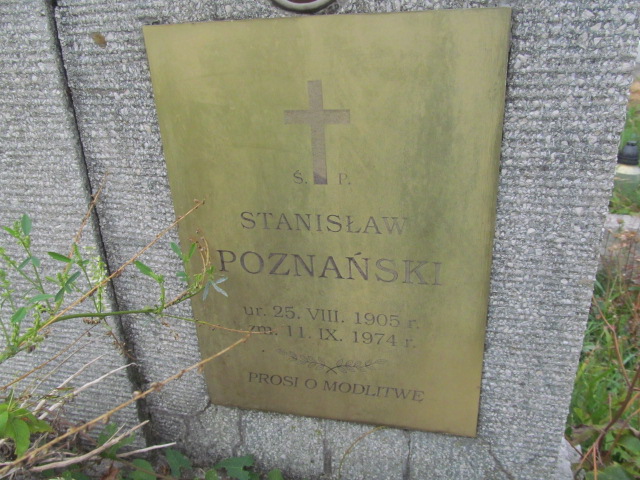 Ś. P.
STANISŁAW
POZNAŃSKI
ur. 25. VIII. 1905 r.
zm. 11. IX. 1974 r.
PROSI O MODLITWĘ